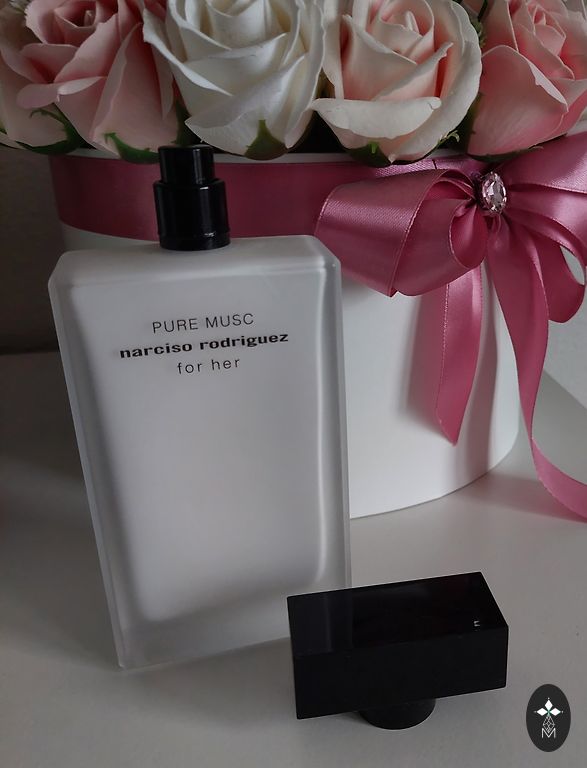 PURE MUSC
narciso rodriguez
for her